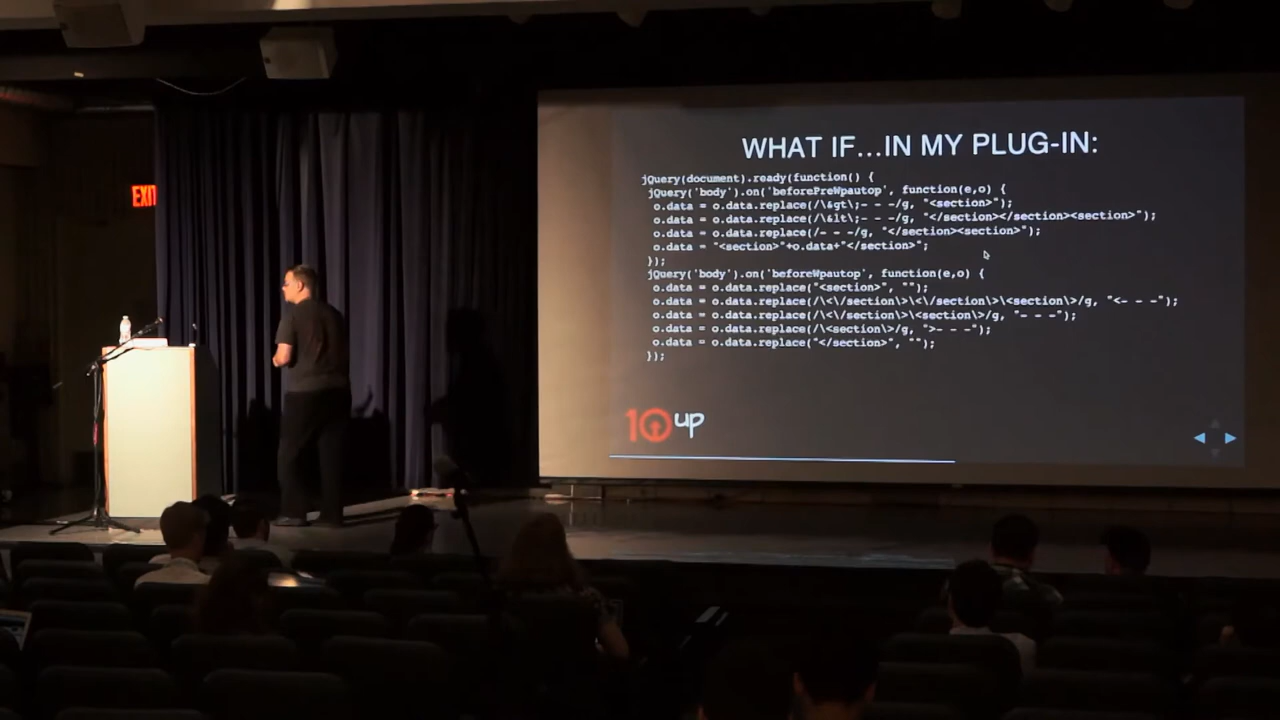 EXIT
WHAT IF...IN MY PLUG-IN:
jQuery(document).ready(function() {
jQuery('body').on('beforePreWpautop', function(e,o) {
o.data = o.data.replace(/\&gt\;- - -/g, "<section>");
o.data = o.data.replace(/\&lt\;- - -/g, "</section></section><section>");
o.data = o.data.replace(/- - -/g, "</section><section>");
o.data = "<section>"+o.data+"</section>";
});
jQuery('body').on('beforeWpautop', function(e,o) {
o.data = o.data.replace("<section>", "");
o.data = o.data.replace(/\<\/section\>\<\/section\>\<section\>/g, "<- - -");
o.data = o.data.replace(/\<\/section\>\<section\>/g, "- - -");
o.data = o.data.replace(/\<section\>/g, ">- - -");
o.data = o.data.replace("</section>", "");
});
10up